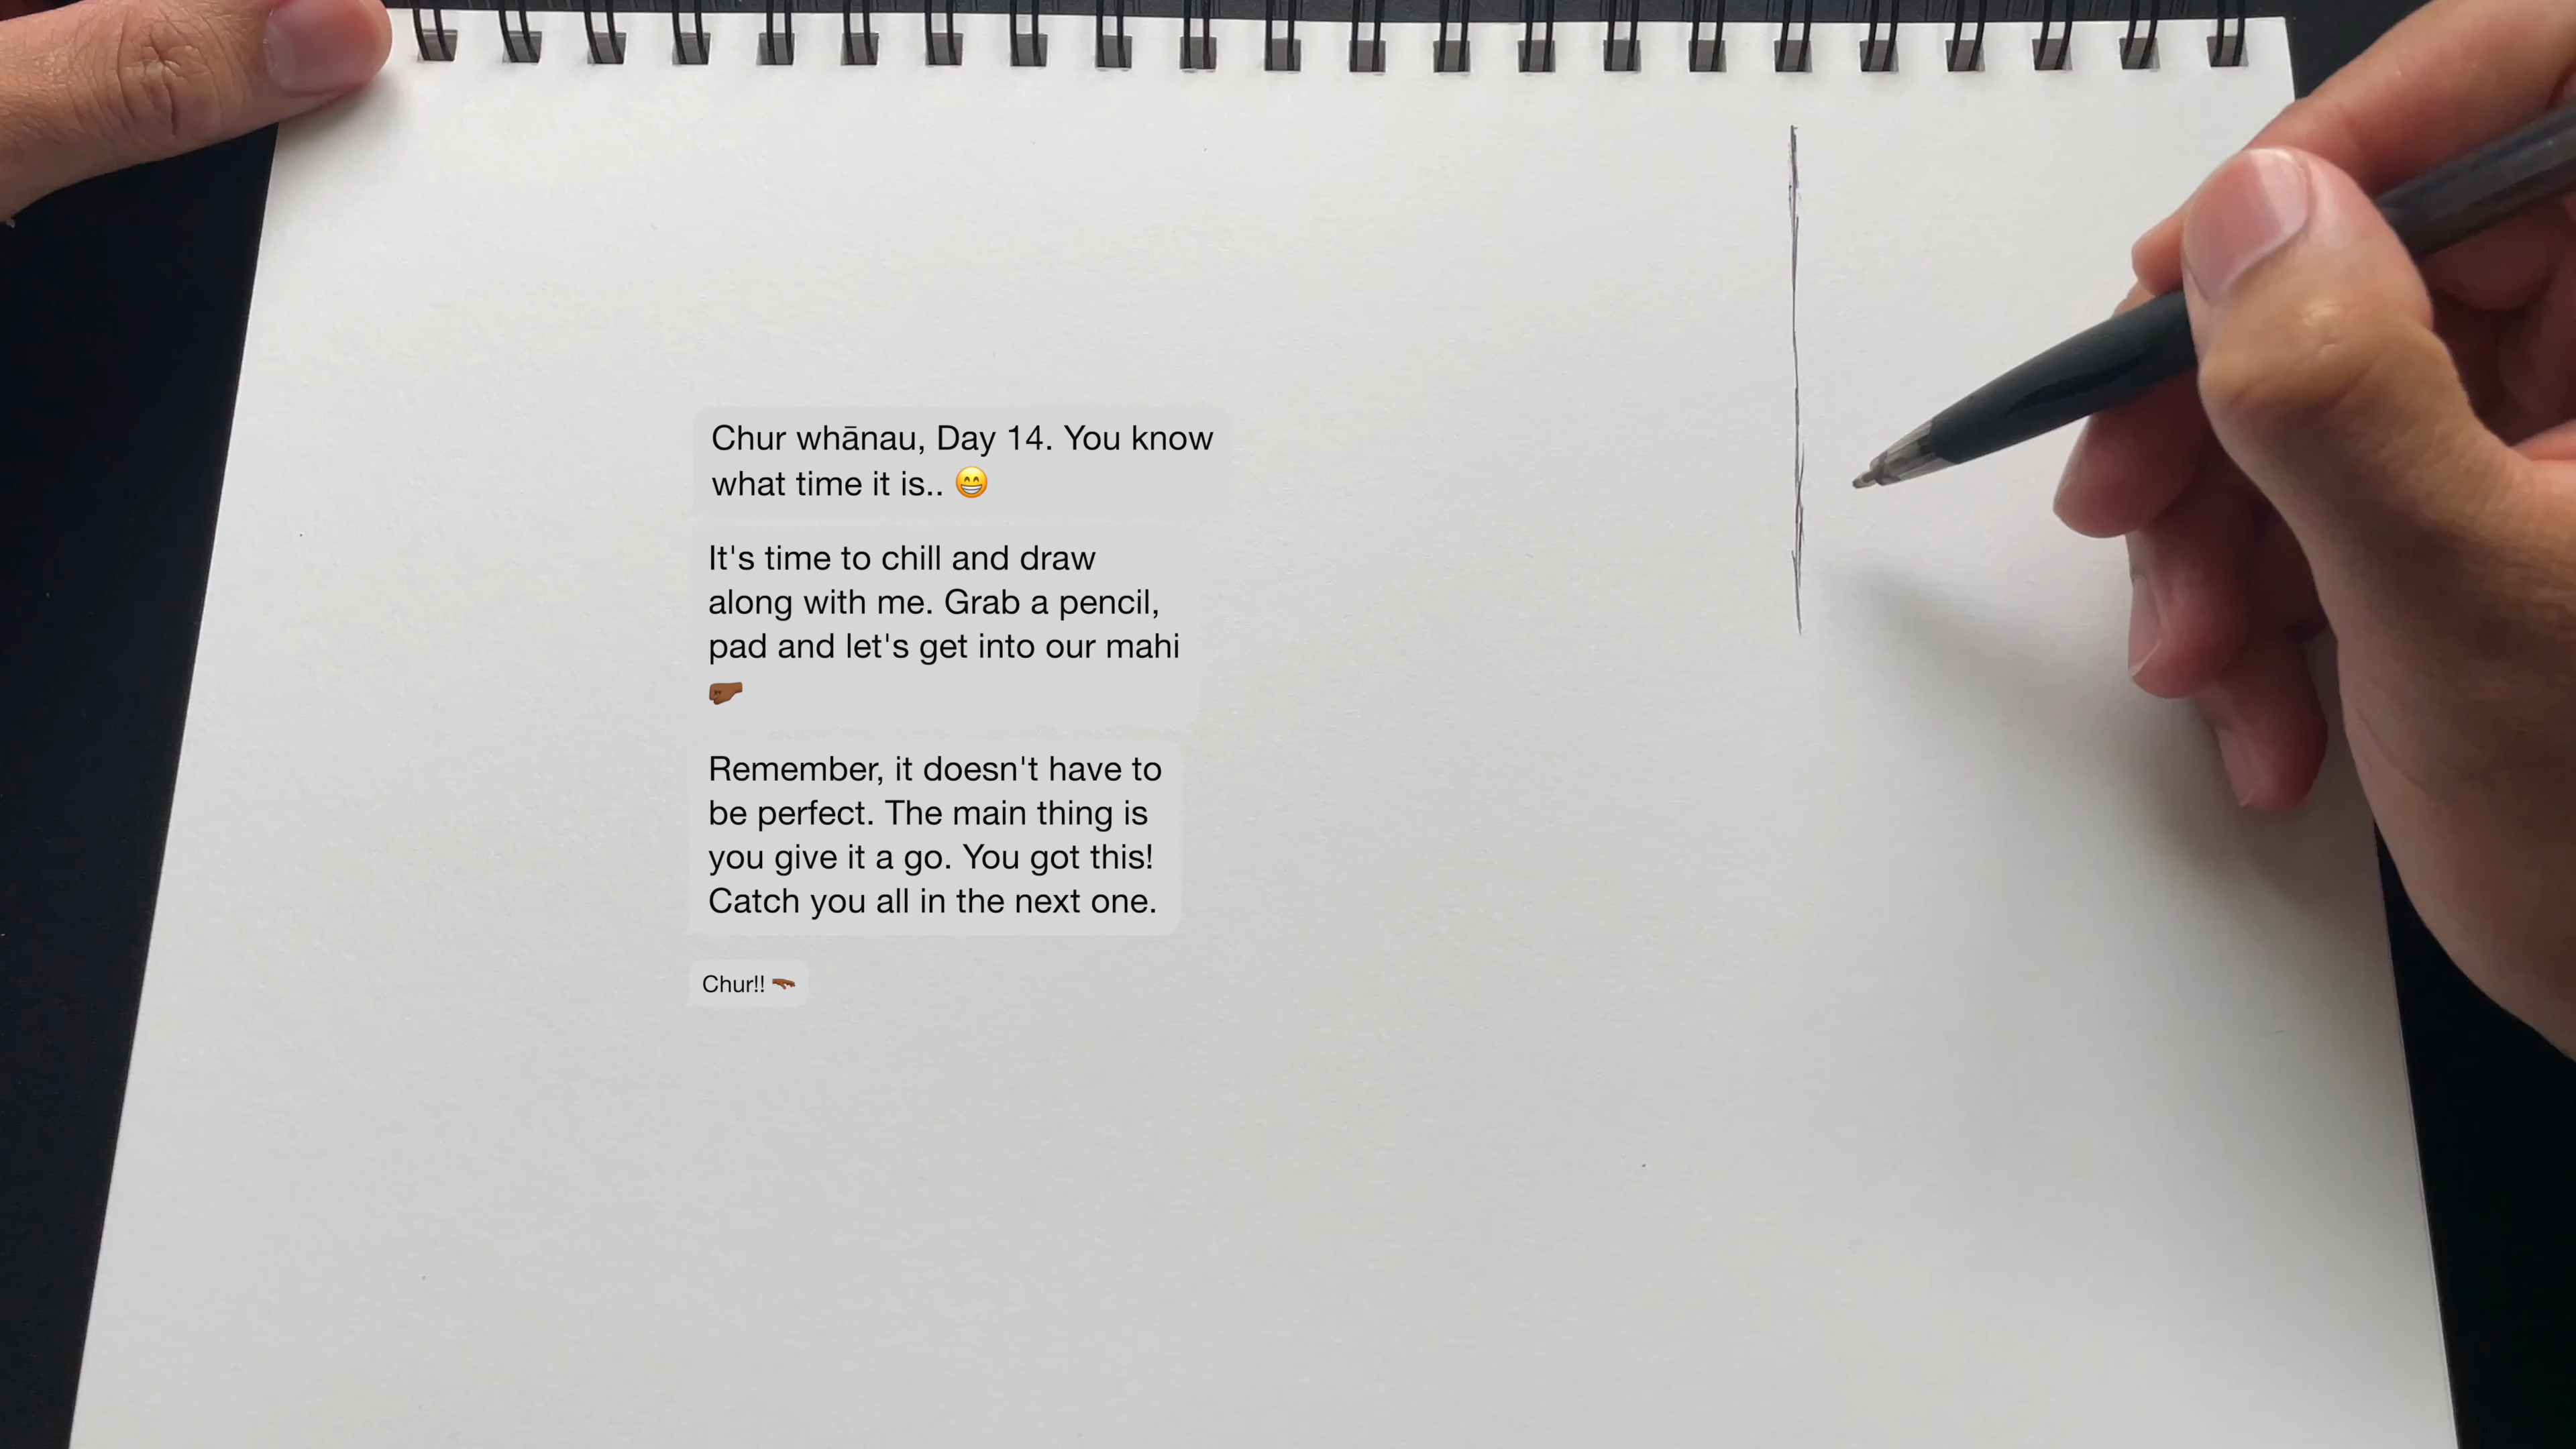 Chur whānau, Day 14. You know
what time it is.. 😁
It's time to chill and draw
along with me. Grab a pencil,
pad and let's get into our mahi
🤛🏾
Remember, it doesn't have to
be perfect. The main thing is
you give it a go. You got this!
Catch you all in the next one.
Chur!! 🫳🏾